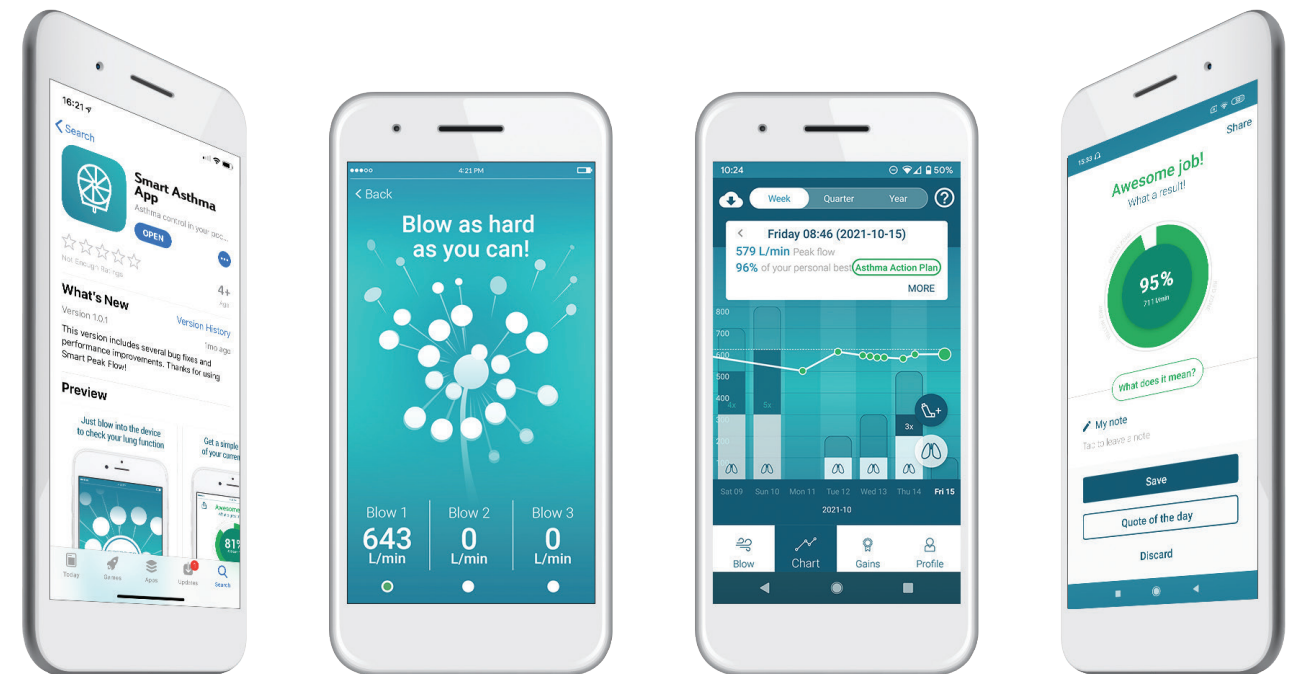 16:21
Search
Smart Asthma
App
Asthma control in your poc...
OPEN
Not Enough Ratings
4+
Age
What's New
Version History
Version 1.0.1
1mo ago
This version includes several bug fixes and
performance improvements. Thanks for using
Smart Peak Flow!
Preview
Just blow into the device
to check your lung function
Get a simple
of your curren
Awesome
81%
Today
Games
Apps
Updates
Search
4:21 PM
< Back
Blow as hard
as you can!
Blow 1
Blow 2
Blow 3
643
0
0
L/min
L/min
L/min
10:24
50%
Week
Quarter
Year
?
Friday 08:46 (2021-10-15)
579 L/min Peak flow
96% of your personal best
Asthma Action Plan
MORE
800
700
600
500
400
300
200
4x
5x
3x
Sat 09
Sun 10
Mon 11
Tue 12
Wed 13
Thu 14
Fri 15
2021-10
Blow
Chart
Gains
Profile
15:33
Share
Awesome job!
What a result!
95%
711 l/min
What does it mean?
My note
Tap to leave a note
Save
Quote of the day
Discard